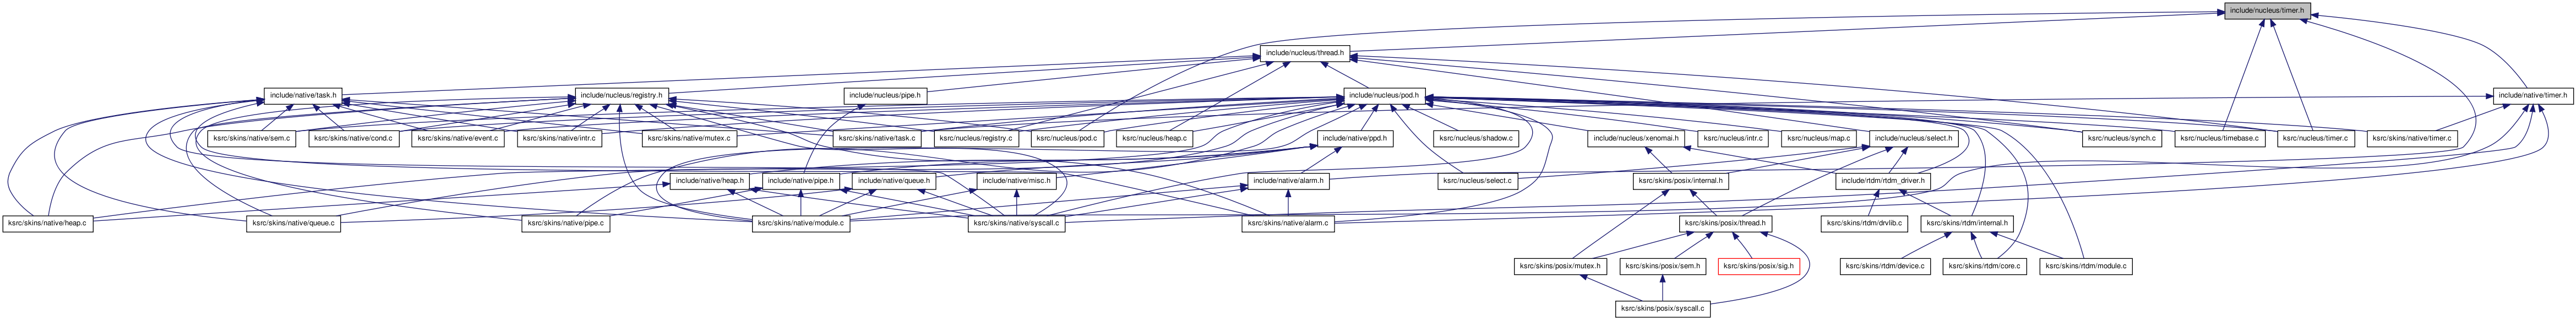 include/nucleus/timer.h
include/nucleus/thread.h
include/native/task.h
include/nucleus/registry.h
include/nucleus/pipe.h
include/nucleus/pod.h
include/native/timer.h
ksrc/skins/native/sem.c
ksrc/skins/native/cond.c
ksrc/skins/native/event.c
ksrc/skins/native/intr.c
ksrc/skins/native/mutex.c
ksrc/skins/native/task.c
ksrc/nucleus/registry.c
ksrc/nucleus/pod.c
ksrc/nucleus/heap.c
include/native/ppd.h
ksrc/nucleus/shadow.c
include/nucleus/xenomai.h
ksrc/nucleus/intr.c
ksrc/nucleus/map.c
include/nucleus/select.h
ksrc/nucleus/synch.c
ksrc/nucleus/timebase.c
ksrc/nucleus/timer.c
ksrc/skins/native/timer.c
include/native/heap.h
include/native/pipe.h
include/native/queue.h
include/native/misc.h
include/native/alarm.h
ksrc/nucleus/select.c
ksrc/skins/posix/internal.h
include/rtdm/rtdm_driver.h
ksrc/skins/native/heap.c
ksrc/skins/native/queue.c
ksrc/skins/native/pipe.c
ksrc/skins/native/module.c
ksrc/skins/native/syscall.c
ksrc/skins/native/alarm.c
ksrc/skins/posix/thread.h
ksrc/skins/rtdm/drvlib.c
ksrc/skins/rtdm/internal.h
ksrc/skins/posix/mutex.h
ksrc/skins/posix/sem.h
ksrc/skins/posix/sig.h
ksrc/skins/rtdm/device.c
ksrc/skins/rtdm/core.c
ksrc/skins/rtdm/module.c
ksrc/skins/posix/syscall.c